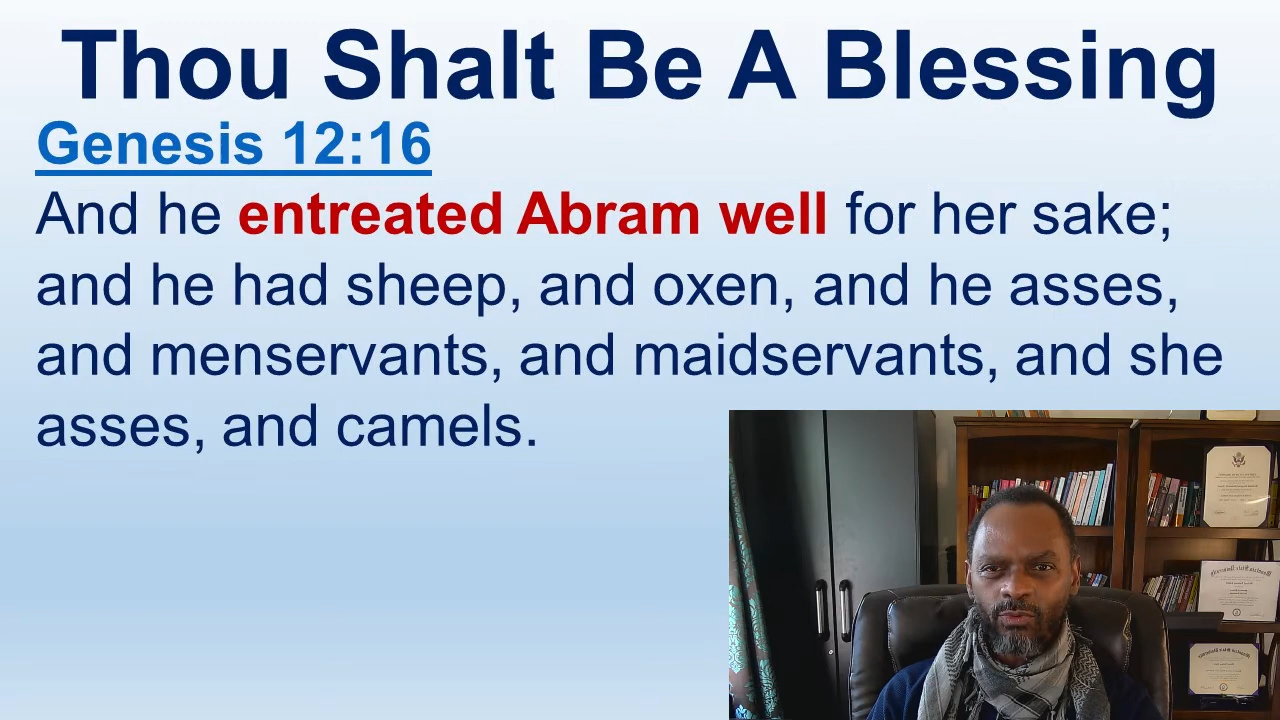 Thou Shalt Be A Blessing
Genesis 12:16
And he entreated Abram well for her sake;
and he had sheep, and oxen, and he asses,
and menservants, and maidservants, and she
asses, and camels.